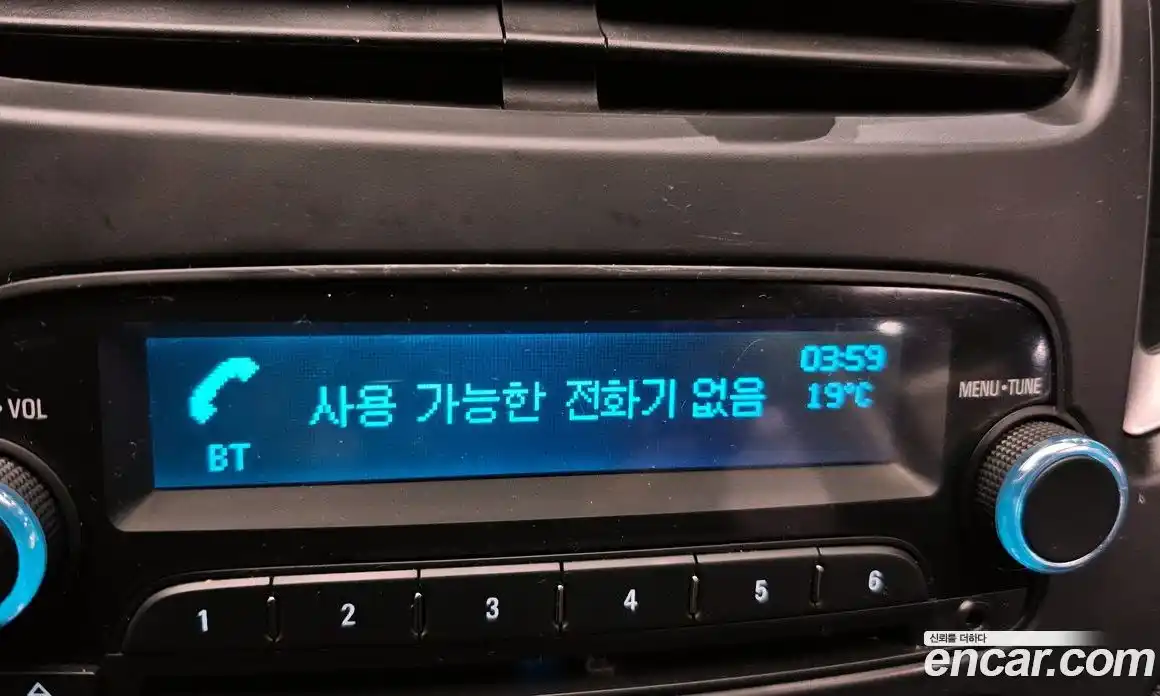 03:59
사용 가능한 전화기 없음
19°C
BT
• VOL
MENU•TUNE
1
2
3
4
5
6
신뢰를 더하다
encar.com